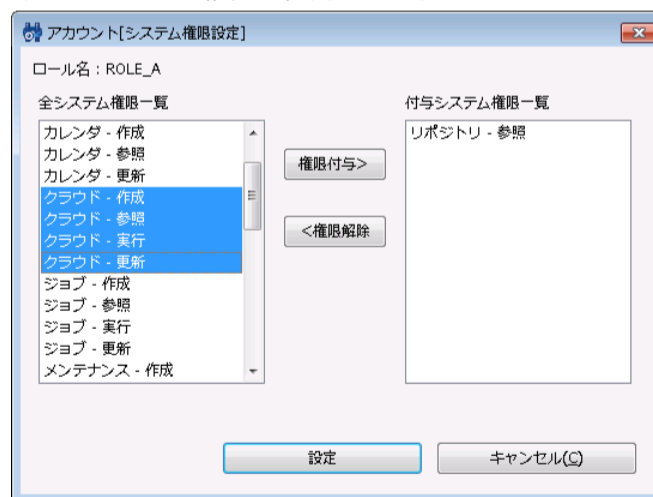 アカウント[システム権限設定]
ロール名：ROLE_A
全システム権限一覧
付与システム権限一覧
カレンダ - 作成
カレンダ - 参照
カレンダ - 更新
クラウド - 作成
クラウド - 参照
クラウド - 実行
クラウド - 更新
ジョブ - 作成
ジョブ - 参照
ジョブ - 実行
ジョブ - 更新
メンテナンス - 作成
権限付与>
<権限解除
リポジトリ - 参照
設定
キャンセル(C)